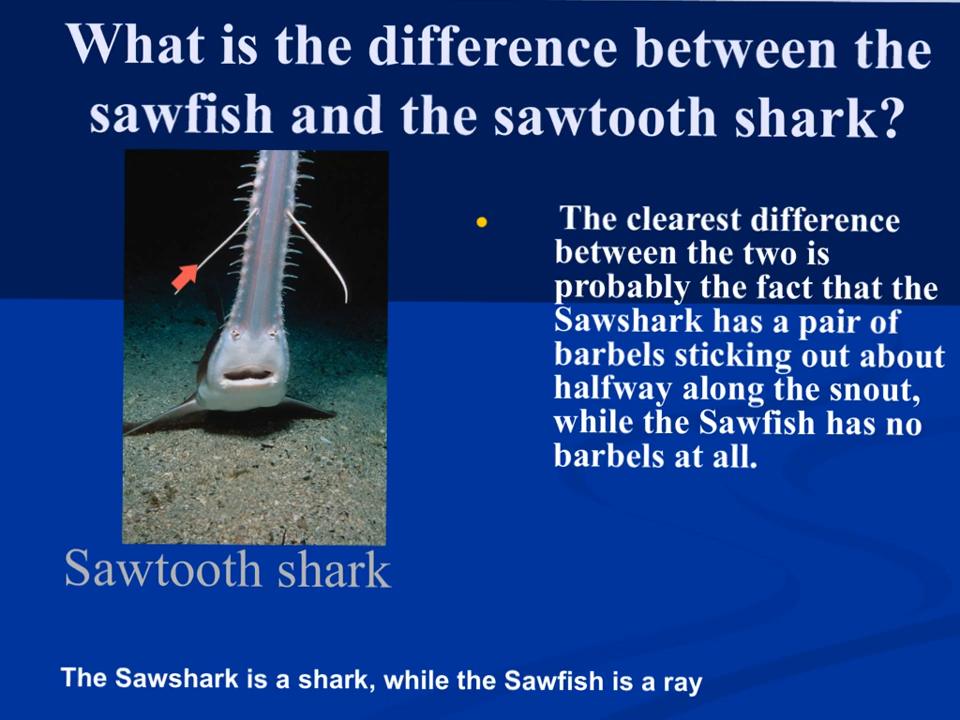 What is the difference between the
sawfish and the sawtooth shark?
• The clearest difference
between the two is
probably the fact that the
Sawshark has a pair of
barbels sticking out about
halfway along the snout,
while the Sawfish has no
barbels at all.
Sawtooth shark
The Sawshark is a shark, while the Sawfish is a ray